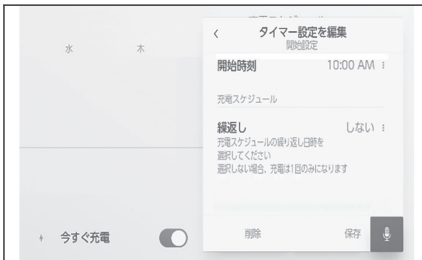 水
木
タイマー設定を編集
開始設定
開始時刻
10:00 AM
充電スケジュール
繰返し
しない
充電スケジュールの繰り返し日時を
選択してください
選択しない場合、充電は1回のみになります
今すぐ充電
削除
保存